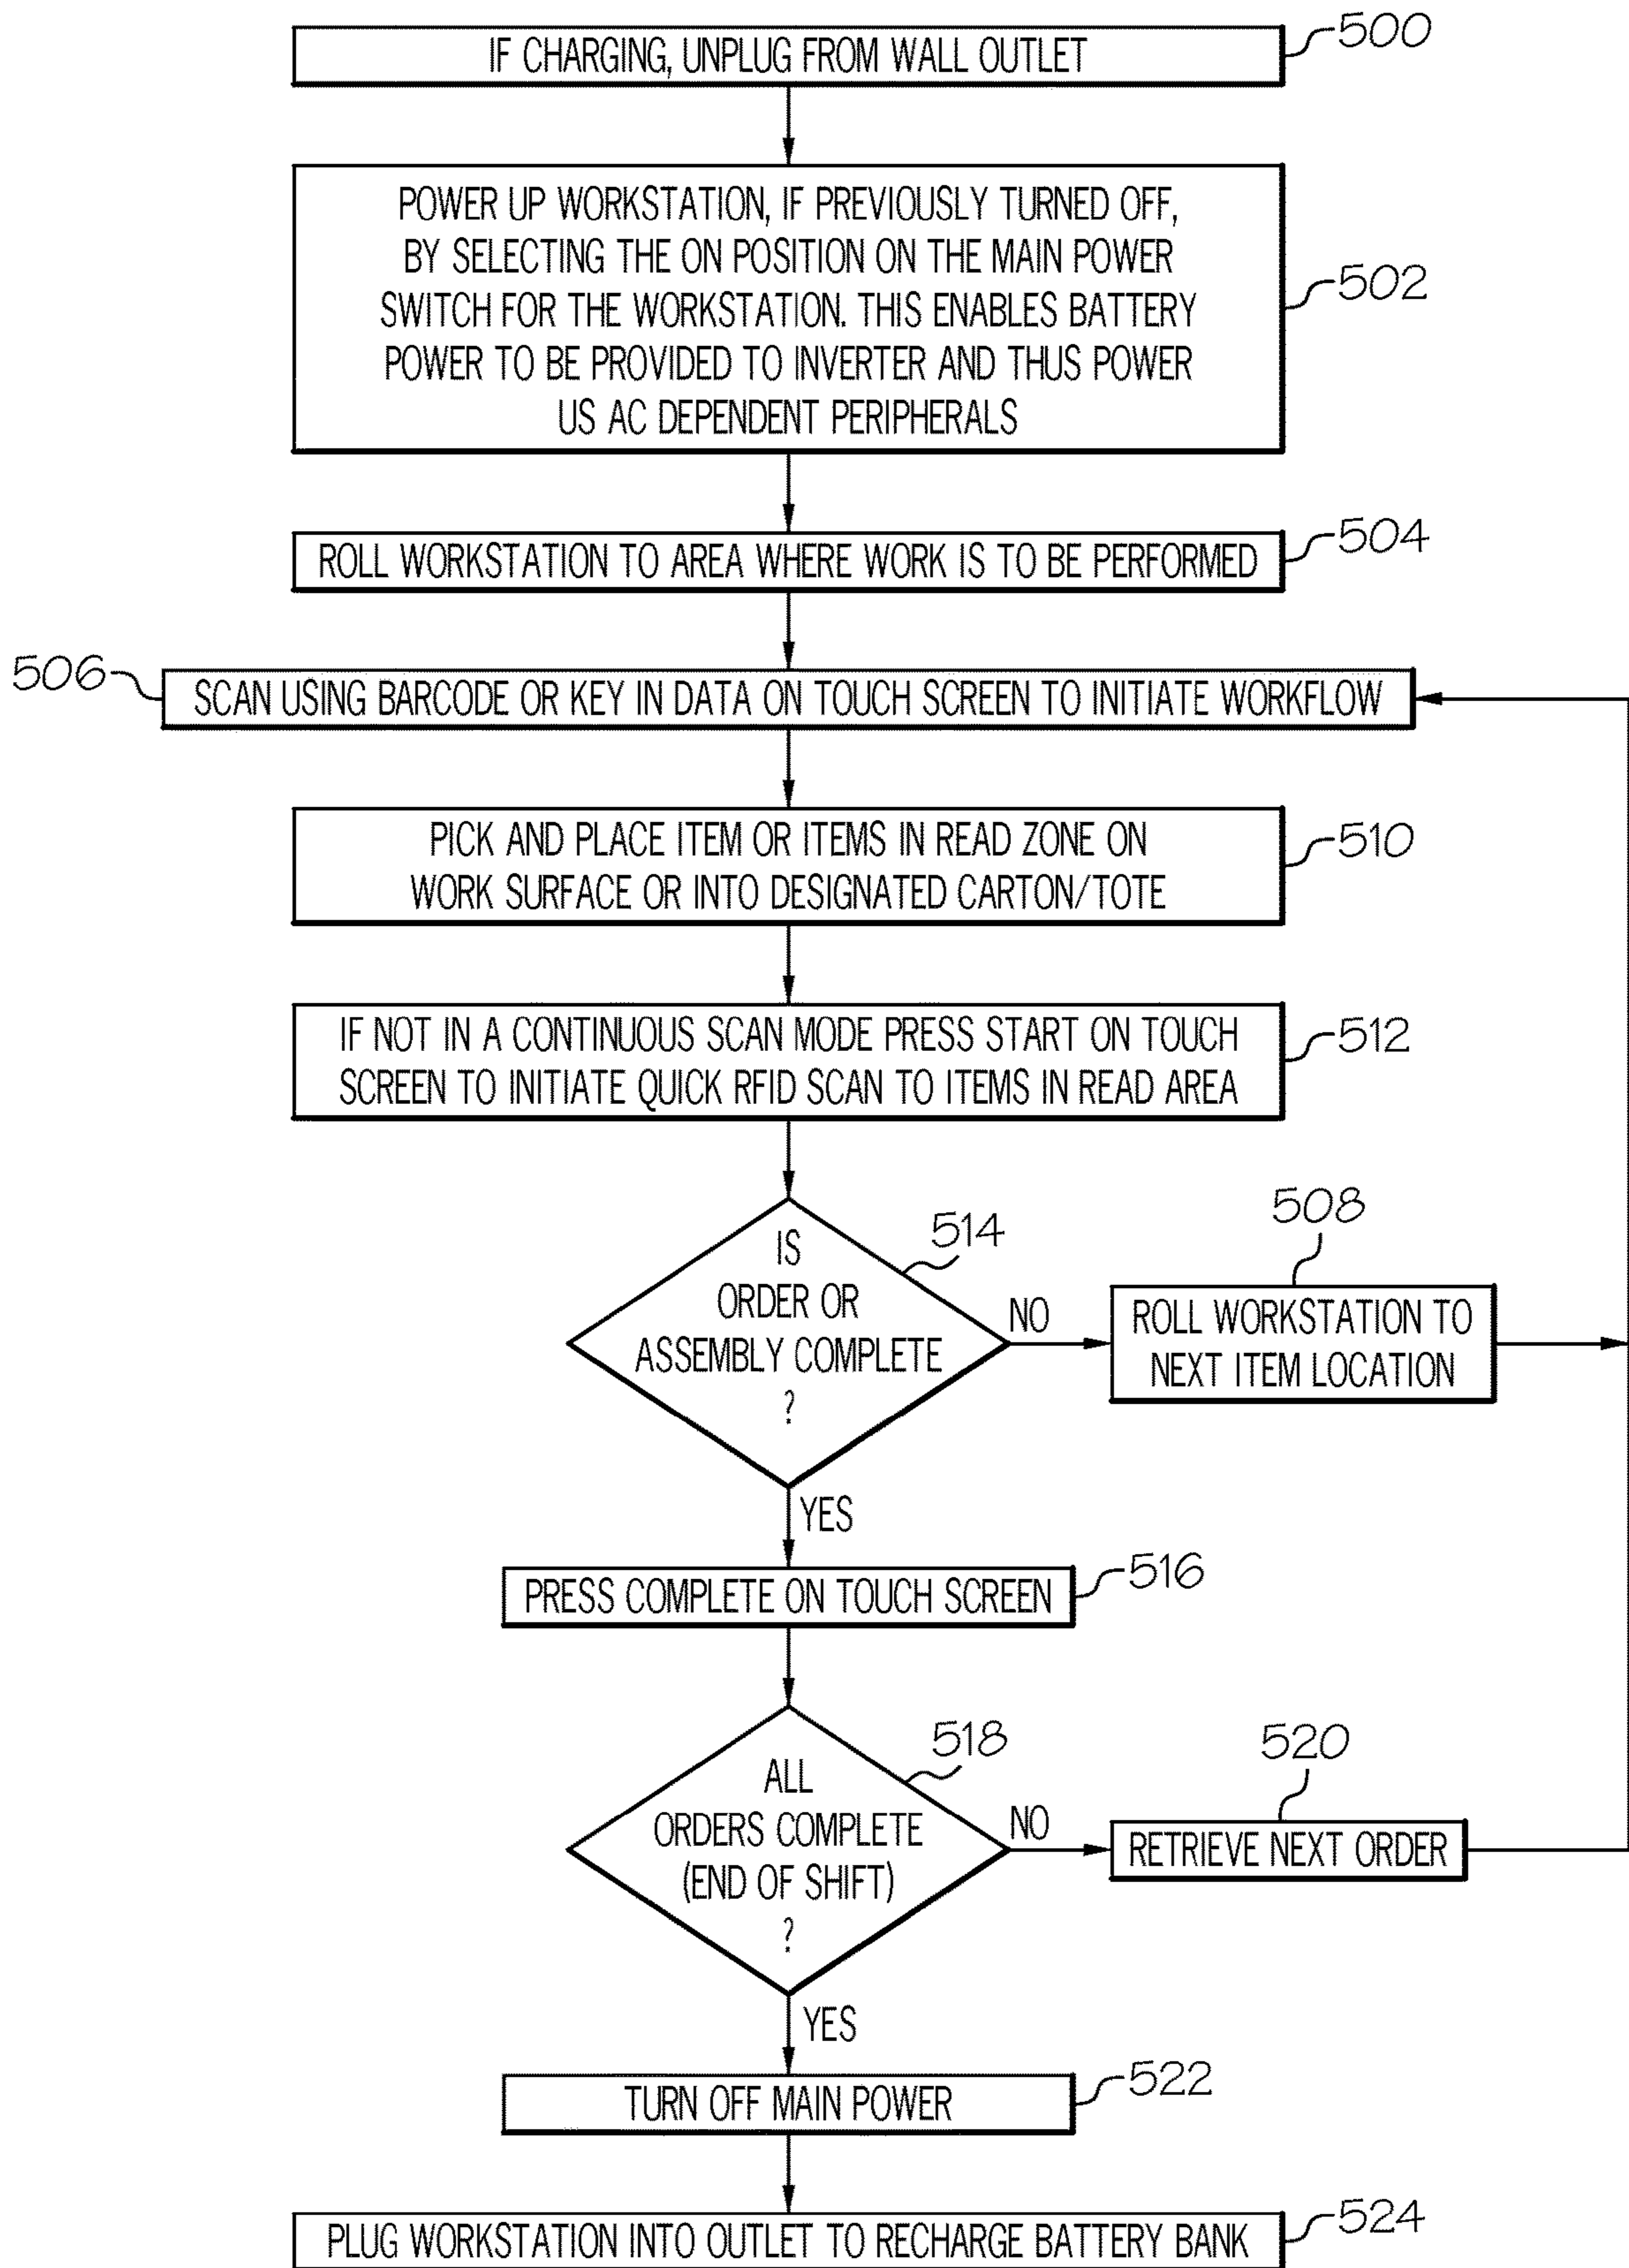 IF CHARGING, UNPLUG FROM WALL OUTLET
500
POWER UP WORKSTATION, IF PREVIOUSLY TURNED OFF,
BY SELECTING THE ON POSITION ON THE MAIN POWER
SWITCH FOR THE WORKSTATION. THIS ENABLES BATTERY
POWER TO BE PROVIDED TO INVERTER AND THUS POWER
US AC DEPENDENT PERIPHERALS
502
ROLL WORKSTATION TO AREA WHERE WORK IS TO BE PERFORMED
504
506
SCAN USING BARCODE OR KEY IN DATA ON TOUCH SCREEN TO INITIATE WORKFLOW
PICK AND PLACE ITEM OR ITEMS IN READ ZONE ON
WORK SURFACE OR INTO DESIGNATED CARTON/TOTE
510
IF NOT IN A CONTINUOUS SCAN MODE PRESS START ON TOUCH
SCREEN TO INITIATE QUICK RFID SCAN TO ITEMS IN READ AREA
512
IS
ORDER OR
ASSEMBLY COMPLETE
?
514
NO
508
ROLL WORKSTATION TO
NEXT ITEM LOCATION
YES
PRESS COMPLETE ON TOUCH SCREEN
516
ALL
ORDERS COMPLETE
(END OF SHIFT)
?
518
NO
520
RETRIEVE NEXT ORDER
YES
TURN OFF MAIN POWER
522
PLUG WORKSTATION INTO OUTLET TO RECHARGE BATTERY BANK
524